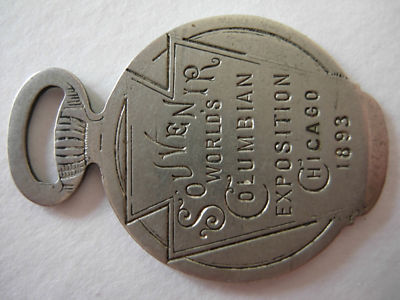 SOUVENIR
WORLD'S
COLUMBIAN
EXPOSITION
CHICAGO
1893